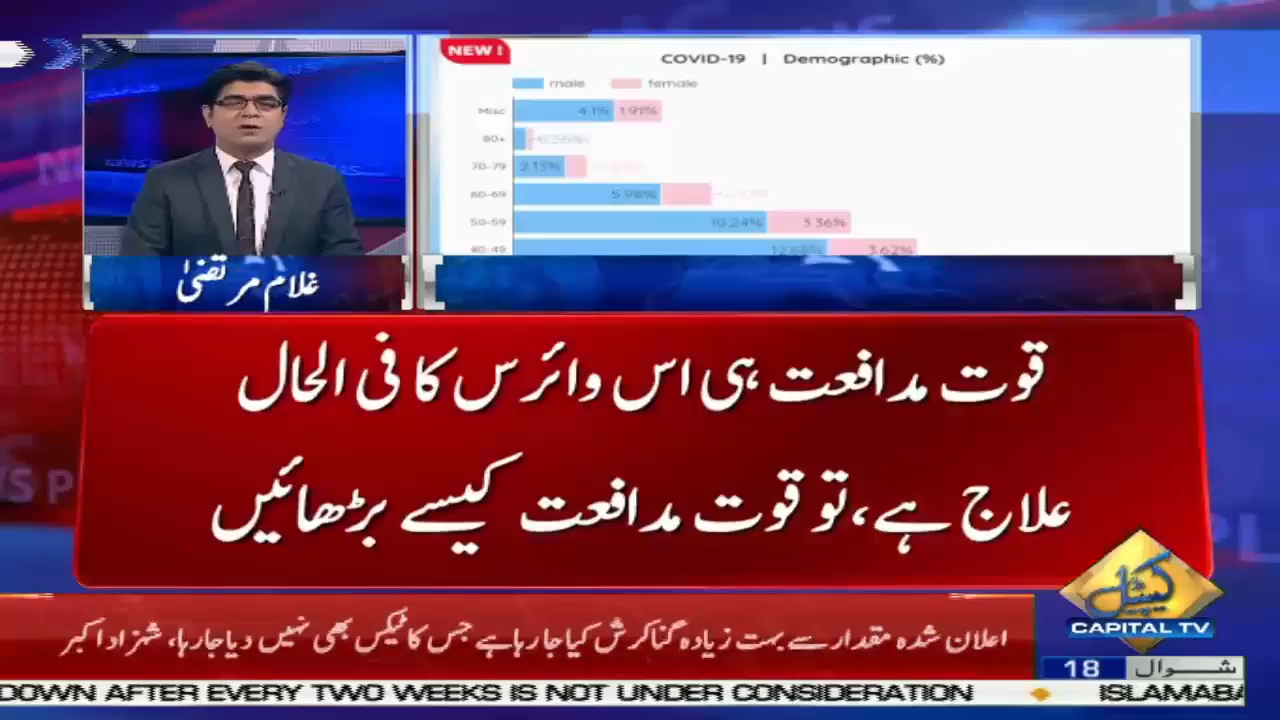 NEW !
COVID-19 | Demographic (%)
male female
Misc 4.1% 1.91%
80+
70-79 2.13%
60-69 5.98%
50-59 10.24% 3.36%
40-49 12.68% 3.62%
غلام مرتضیٰ
قوت مدافعت ہی اس وائرس کا فی الحال
علاج ہے، تو قوت مدافعت کیسے بڑھائیں
کیپیٹل
CAPITAL TV
اعلان شدہ مقدار سے بہت زیادہ گنا کرش کیا جا رہا ہے جس کا ٹیکس بھی نہیں دیا جا رہا، شہزاد اکبر
18 شوال
DOWN AFTER EVERY TWO WEEKS IS NOT UNDER CONSIDERATION ISLAMABA